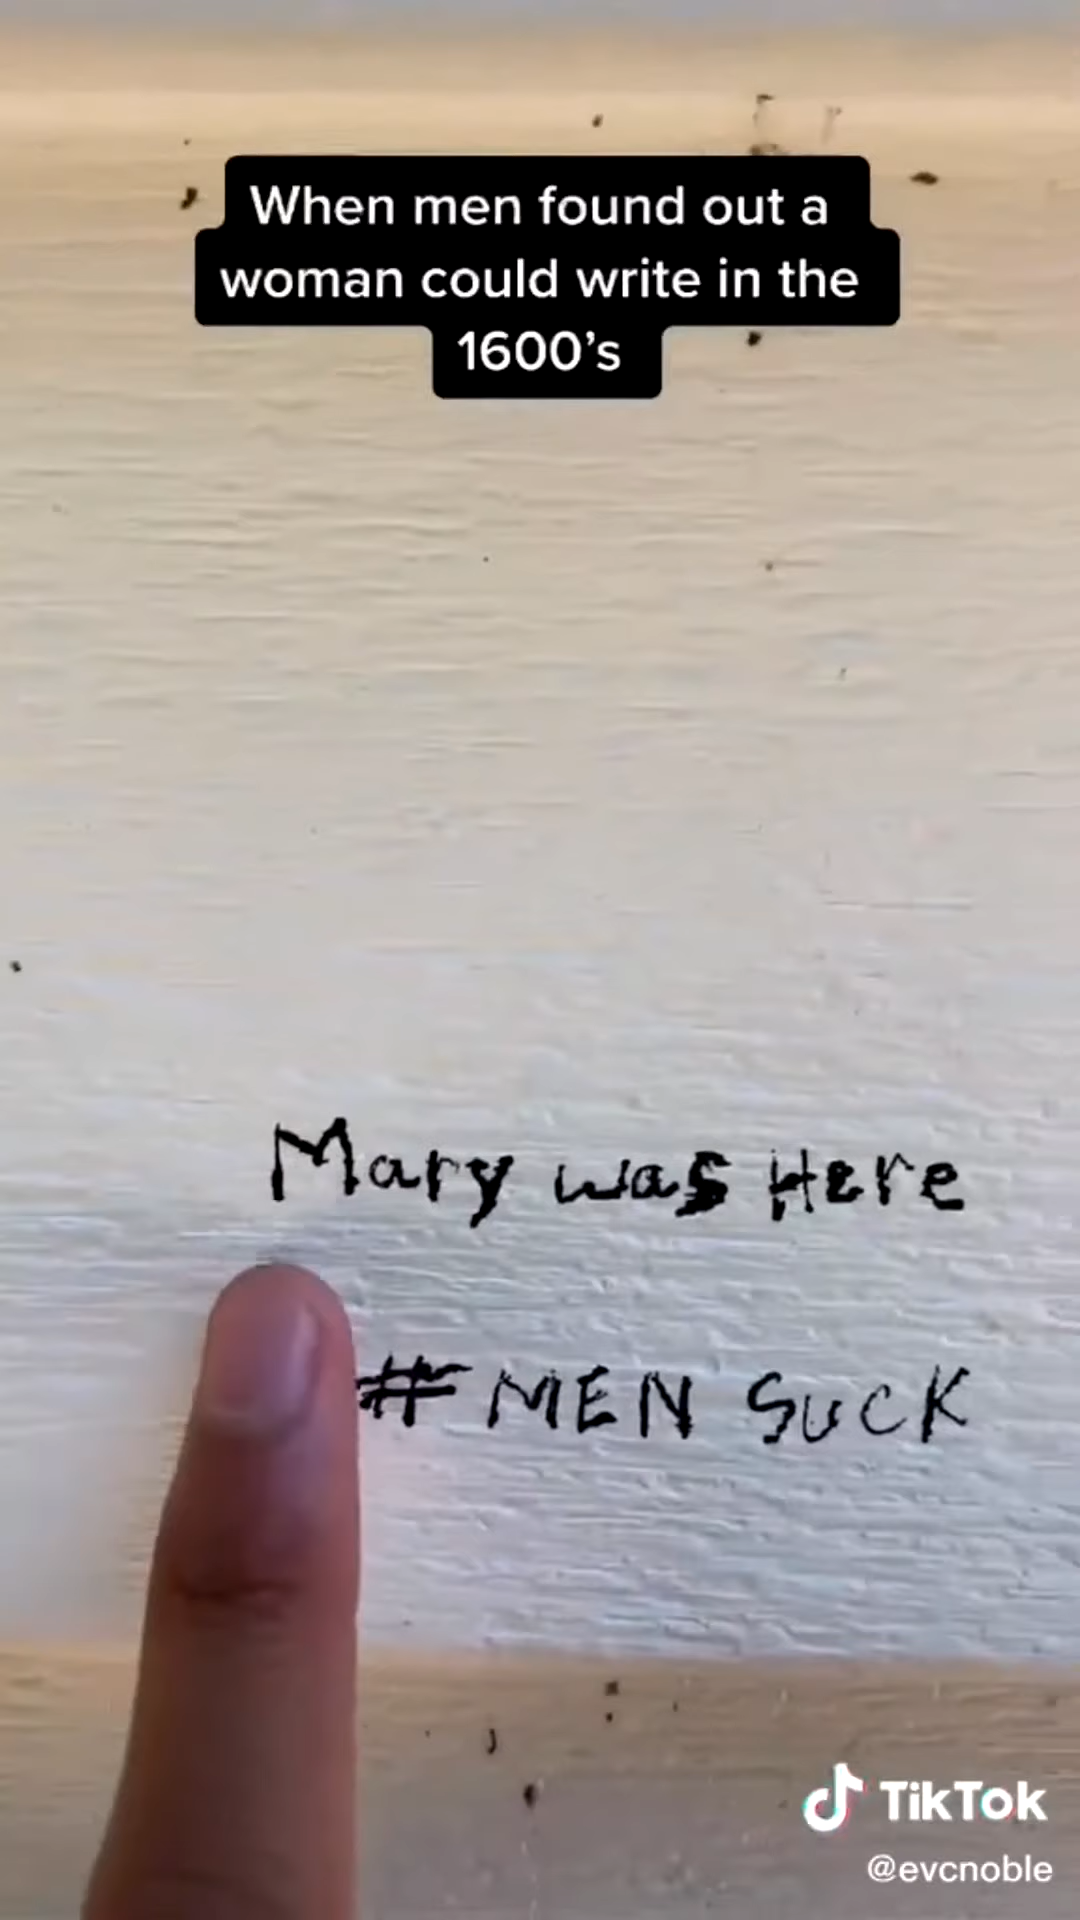 When men found out a
woman could write in the
1600's
Mary was Here
# MEN SUCK
TikTok
@evcnoble